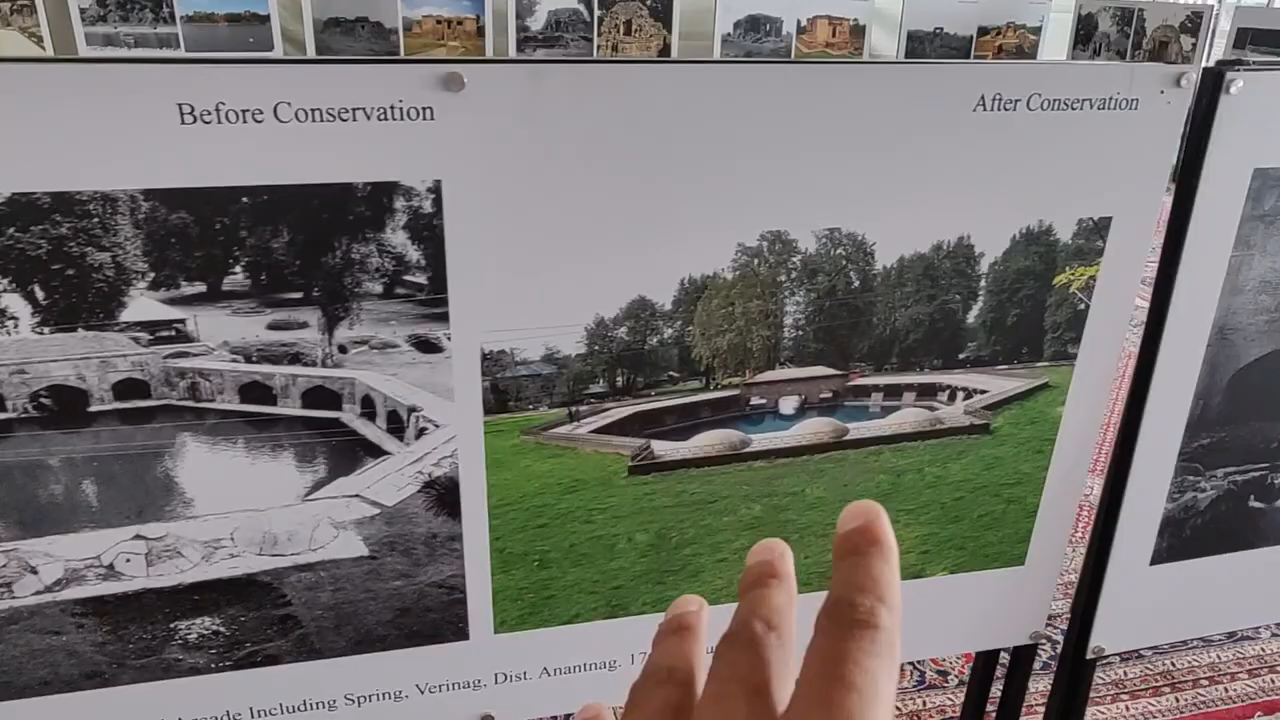 Before Conservation
After Conservation
Arcade Including Spring, Verinag, Dist. Anantnag.